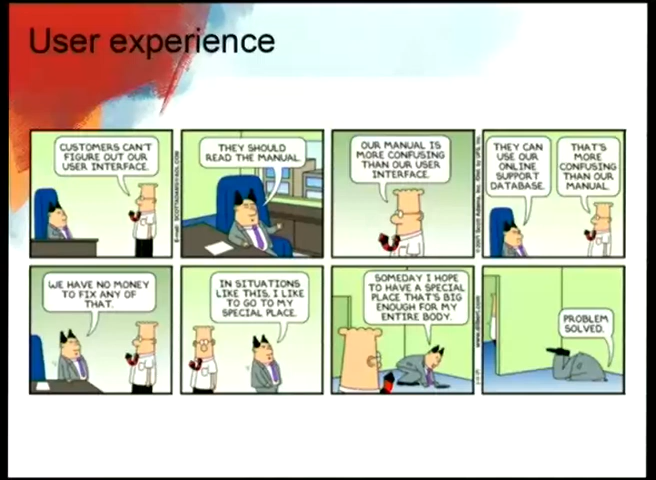 User experience
CUSTOMERS CAN'T
FIGURE OUT OUR
USER INTERFACE.
THEY SHOULD
READ THE MANUAL.
OUR MANUAL IS
MORE CONFUSING
THAN OUR USER
INTERFACE.
THEY CAN
USE OUR
ONLINE
SUPPORT
DATABASE.
THAT'S
MORE
CONFUSING
THAN OUR
MANUAL.
WE HAVE NO MONEY
TO FIX ANY OF
THAT.
IN SITUATIONS
LIKE THIS, I LIKE
TO GO TO MY
SPECIAL PLACE.
SOMEDAY I HOPE
TO HAVE A SPECIAL
PLACE THAT'S BIG
ENOUGH FOR MY
ENTIRE BODY.
www.dilbert.com
PROBLEM
SOLVED.